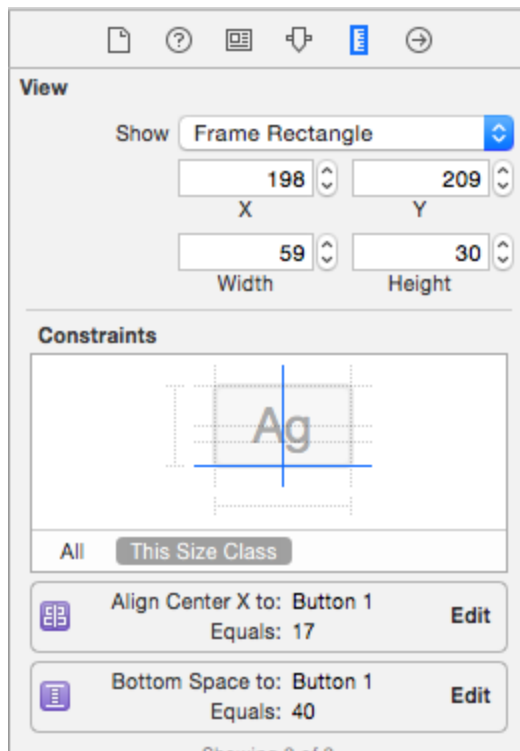 View
Show Frame Rectangle
198 209
X Y
59 30
Width Height
Constraints
Ag
All This Size Class
Align Center X to: Button 1 Edit
Equals: 17
Bottom Space to: Button 1 Edit
Equals: 40